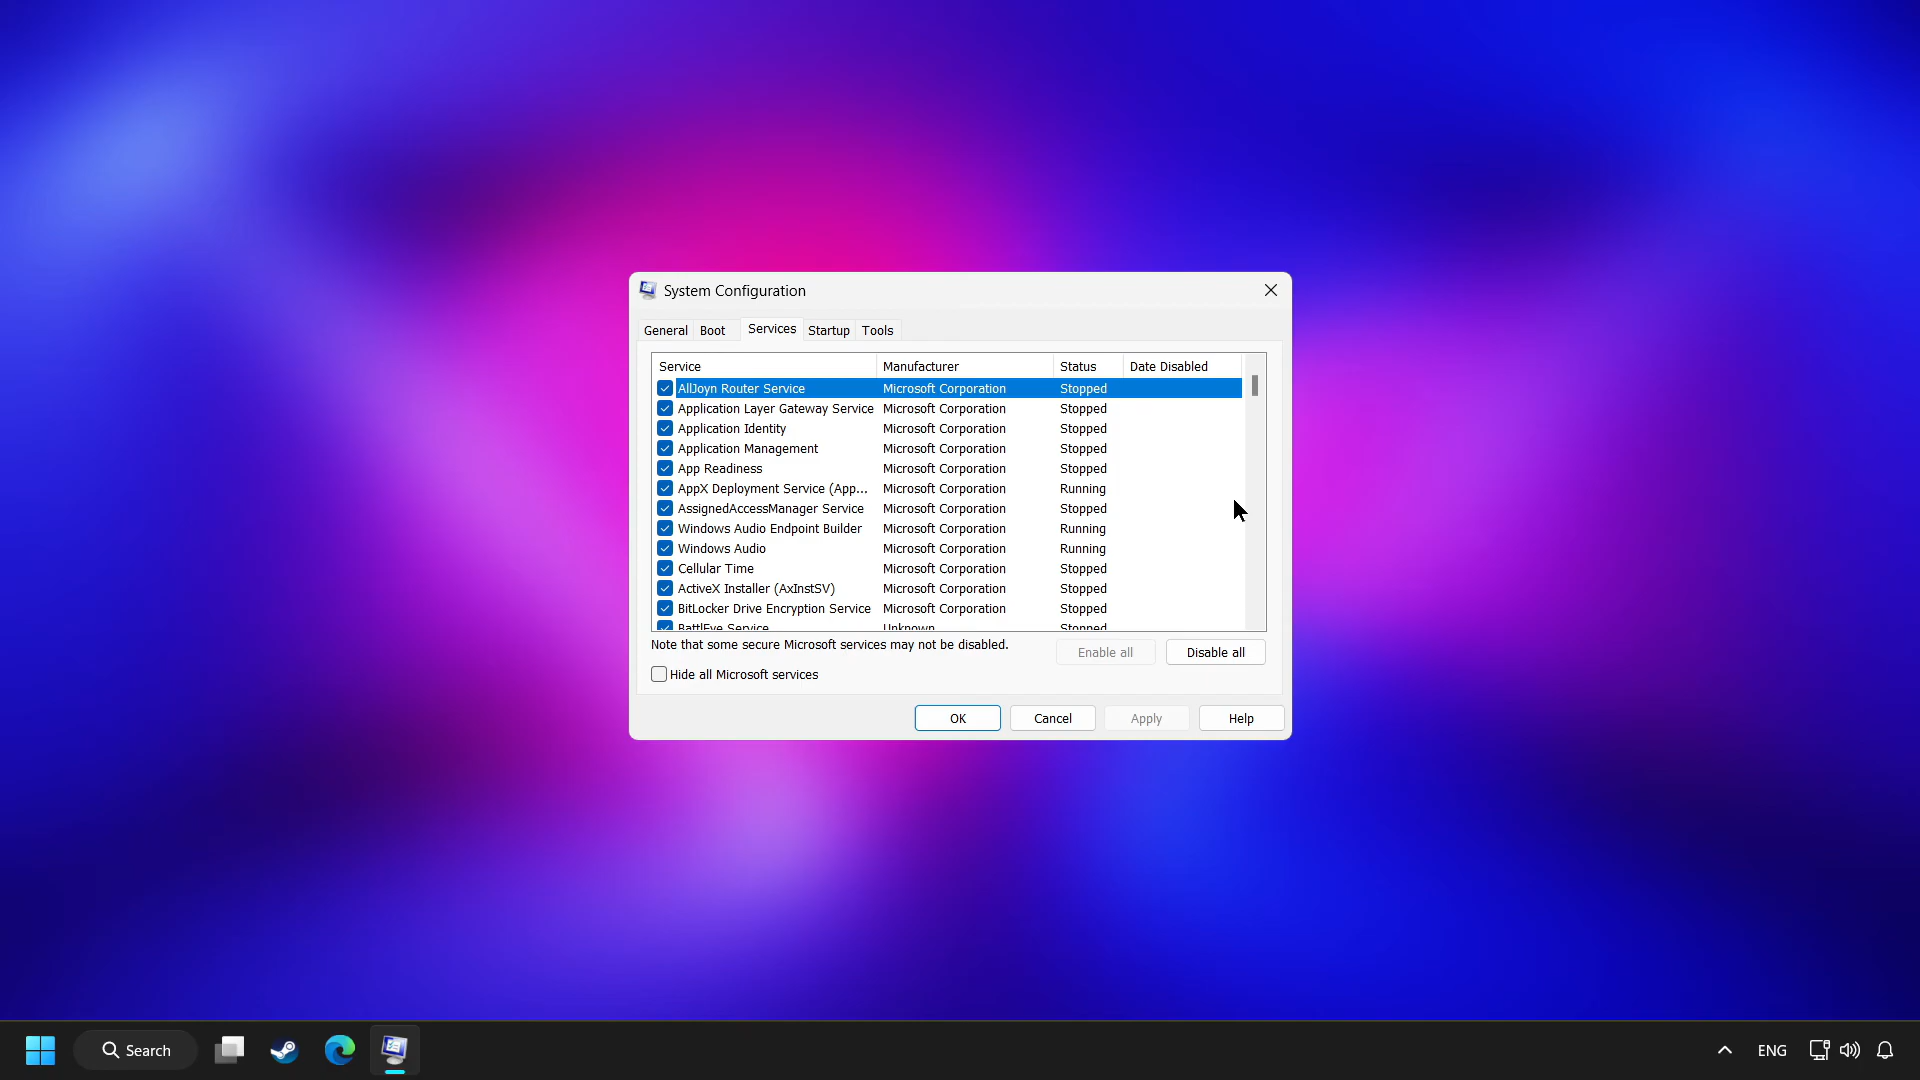 System Configuration
General Boot Services Startup Tools
Service Manufacturer Status Date Disabled
AllJoyn Router Service Microsoft Corporation Stopped
Application Layer Gateway Service Microsoft Corporation Stopped
Application Identity Microsoft Corporation Stopped
Application Management Microsoft Corporation Stopped
App Readiness Microsoft Corporation Stopped
AppX Deployment Service (App... Microsoft Corporation Running
AssignedAccessManager Service Microsoft Corporation Stopped
Windows Audio Endpoint Builder Microsoft Corporation Running
Windows Audio Microsoft Corporation Running
Cellular Time Microsoft Corporation Stopped
ActiveX Installer (AxInstSV) Microsoft Corporation Stopped
BitLocker Drive Encryption Service Microsoft Corporation Stopped
BattlEye Service Unknown Stopped
Note that some secure Microsoft services may not be disabled.
Enable all Disable all
Hide all Microsoft services
OK Cancel Apply Help
Search ENG